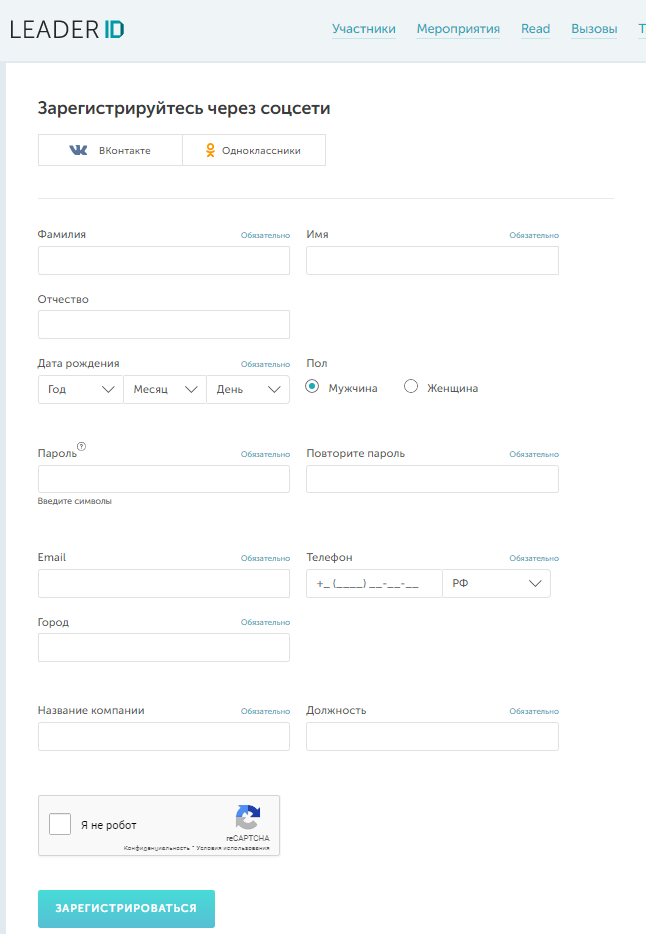 LEADER ID
Участники Мероприятия Read Вызовы Т
Зарегистрируйтесь через соцсети
ВКонтакте Одноклассники
Фамилия Обязательно Имя Обязательно
Отчество
Дата рождения Обязательно Пол
Год Месяц День Мужчина Женщина
Пароль ? Обязательно Повторите пароль Обязательно
Введите символы
Email Обязательно Телефон Обязательно
+_ (____) __-__-__ РФ
Город Обязательно
Название компании Обязательно Должность Обязательно
Я не робот
reCAPTCHA
Конфиденциальность - Условия использования
ЗАРЕГИСТРИРОВАТЬСЯ